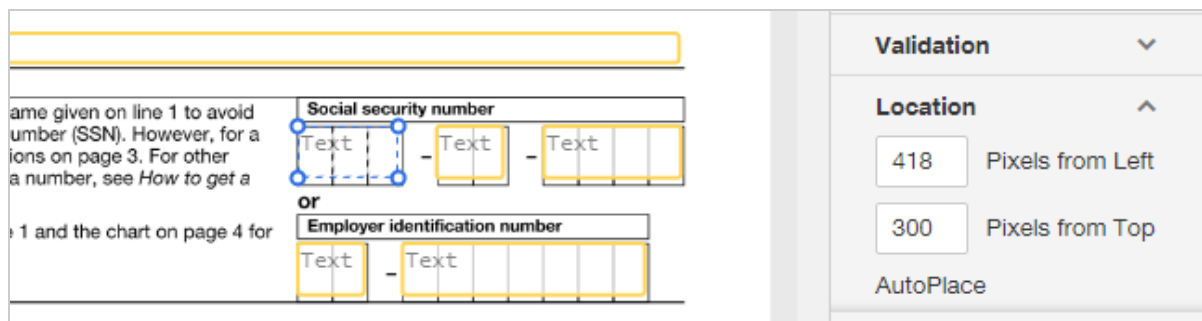 ame given on line 1 to avoid
umber (SSN). However, for a
ions on page 3. For other
a number, see How to get a
1 and the chart on page 4 for
Social security number
Text
– Text
– Text
or
Employer identification number
Text
– Text
Validation
Location
418 Pixels from Left
300 Pixels from Top
AutoPlace